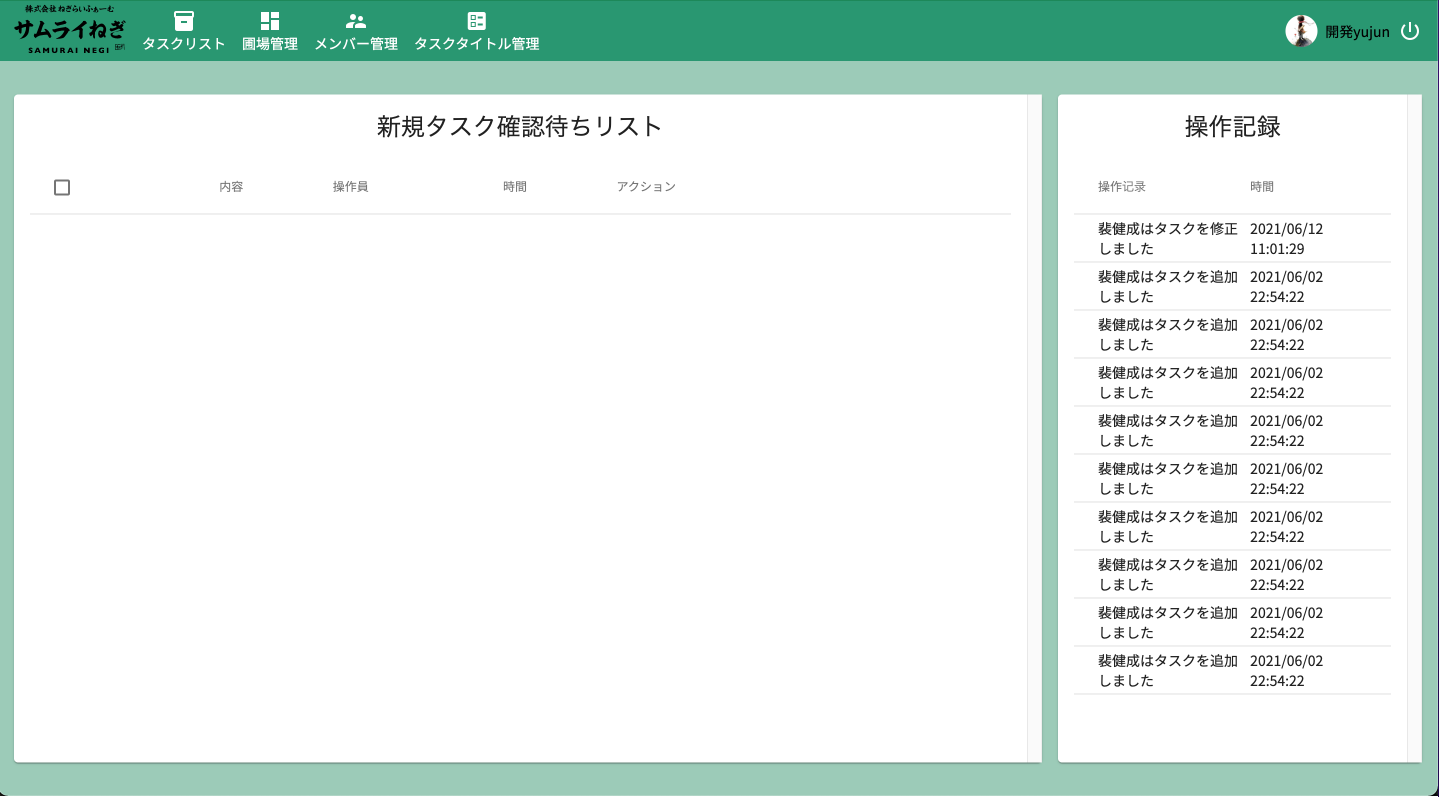 株式会社ねぎらいふぁーむ
サムライねぎ
SAMURAI NEGI
タスクリスト
圃場管理
メンバー管理
タスクタイトル管理
開発yujun
新規タスク確認待ちリスト
内容
操作員
時間
アクション
操作記録
操作记录
時間
裴健成はタスクを修正
しました
2021/06/12
11:01:29
裴健成はタスクを追加
しました
2021/06/02
22:54:22
裴健成はタスクを追加
しました
2021/06/02
22:54:22
裴健成はタスクを追加
しました
2021/06/02
22:54:22
裴健成はタスクを追加
しました
2021/06/02
22:54:22
裴健成はタスクを追加
しました
2021/06/02
22:54:22
裴健成はタスクを追加
しました
2021/06/02
22:54:22
裴健成はタスクを追加
しました
2021/06/02
22:54:22
裴健成はタスクを追加
しました
2021/06/02
22:54:22
裴健成はタスクを追加
しました
2021/06/02
22:54:22